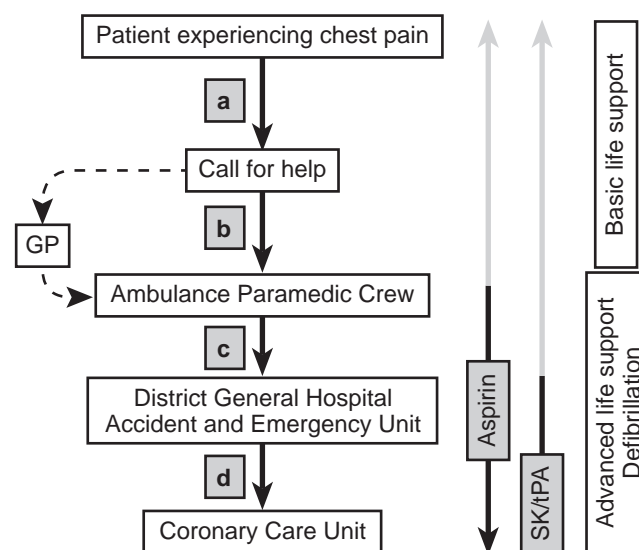 Patient experiencing chest pain
a
Call for help
b
GP
Ambulance Paramedic Crew
c
District General Hospital
Accident and Emergency Unit
d
Coronary Care Unit
Aspirin
SK/tPA
Basic life support
Advanced life support
Defibrillation